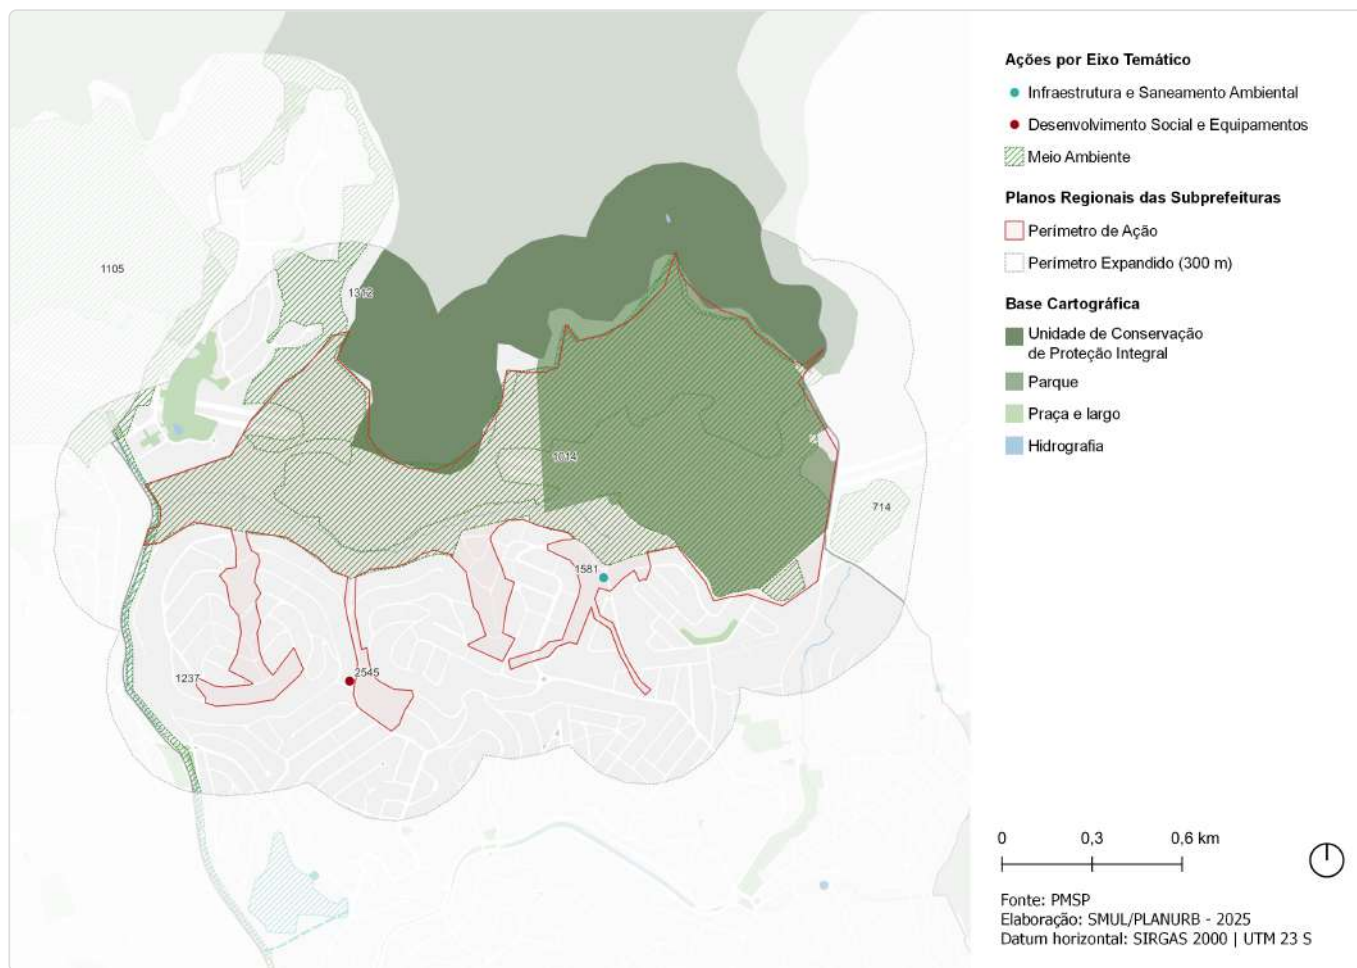 Ações por Eixo Temático
Infraestrutura e Saneamento Ambiental
Desenvolvimento Social e Equipamentos
Meio Ambiente
Planos Regionais das Subprefeituras
Perímetro de Ação
Perímetro Expandido (300 m)
Base Cartográfica
Unidade de Conservação
de Proteção Integral
Parque
Praça e largo
Hidrografia
1105
1312
1614
714
1581
2545
1237
0 0,3 0,6 km
Fonte: PMSP
Elaboração: SMUL/PLANURB - 2025
Datum horizontal: SIRGAS 2000 | UTM 23 S